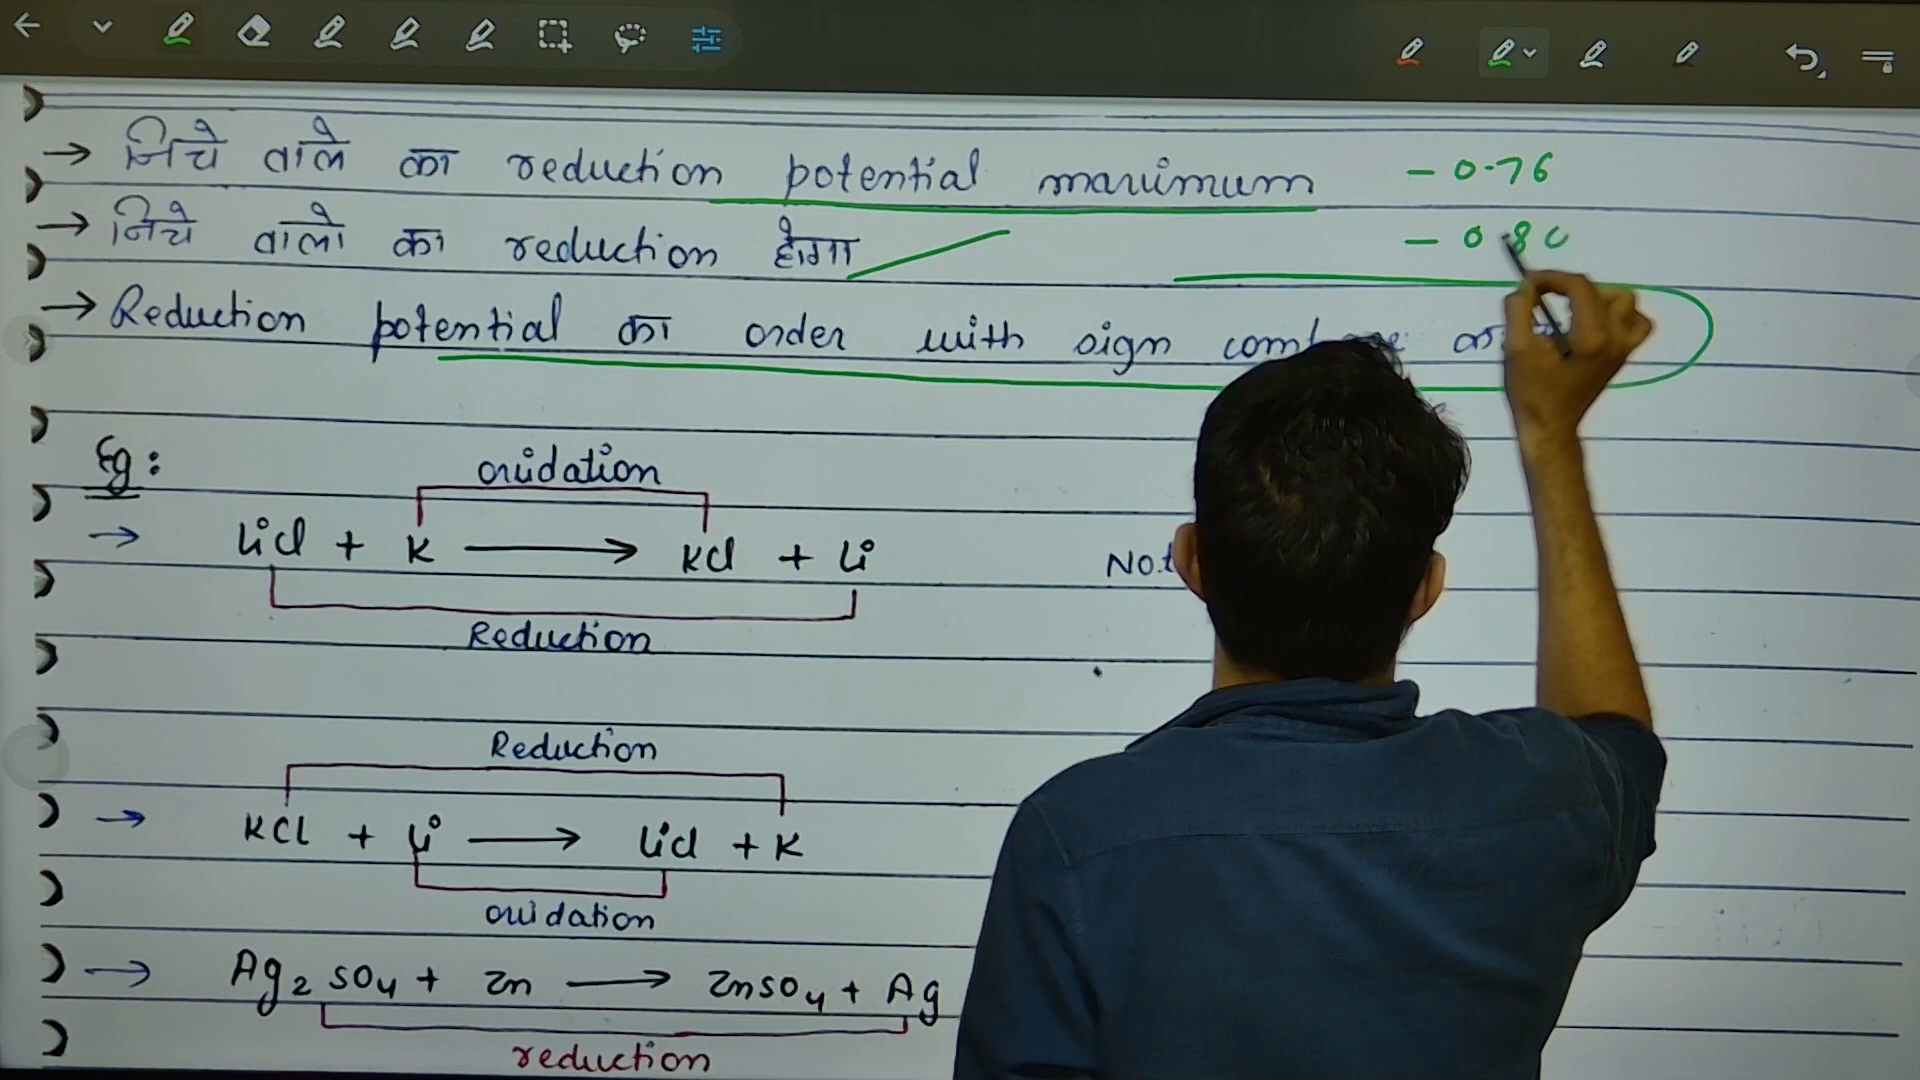 → निचे वाले का reduction potential maximum - 0.76
→ निचे वालो का reduction होगा - 0.80
→ Reduction potential का order with sign
Eg:
oxidation
→ LiCl + K ⟶ KCl + Li Not
Reduction
Reduction
→ KCl + Li ⟶ LiCl + K
oxidation
→ Ag₂SO₄ + Zn ⟶ ZnSO₄ + Ag
reduction